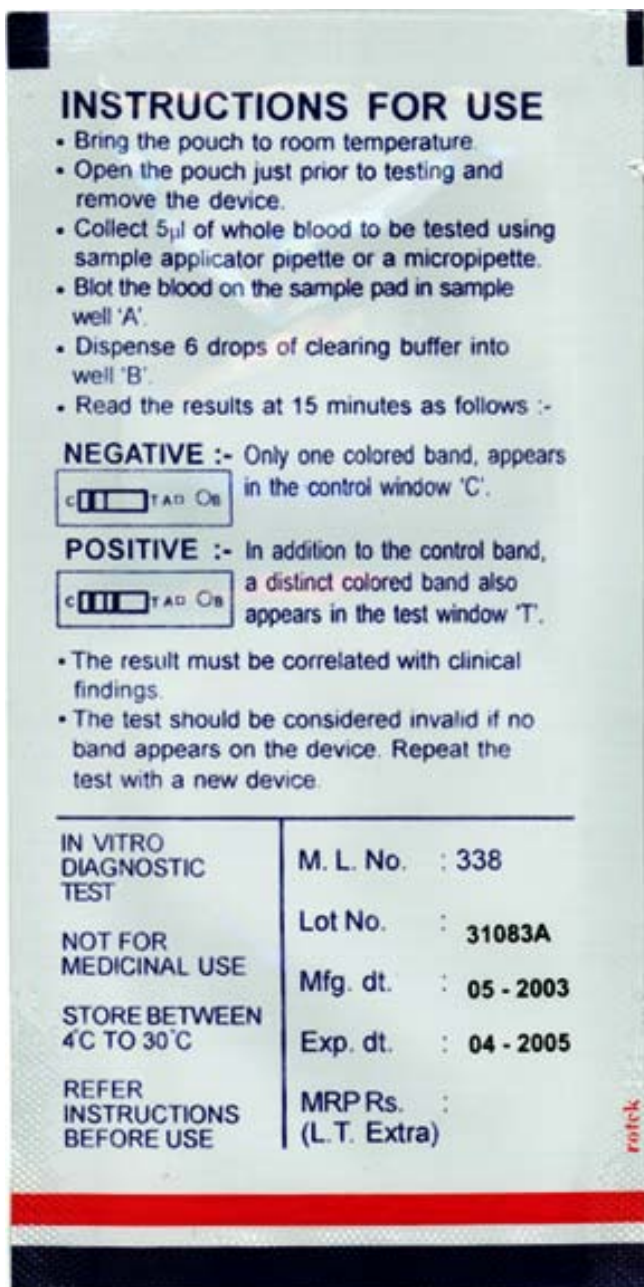 INSTRUCTIONS FOR USE
• Bring the pouch to room temperature.
• Open the pouch just prior to testing and
remove the device.
• Collect 5µl of whole blood to be tested using
sample applicator pipette or a micropipette.
• Blot the blood on the sample pad in sample
well 'A'.
• Dispense 6 drops of clearing buffer into
well 'B'.
• Read the results at 15 minutes as follows :-
NEGATIVE :- Only one colored band, appears
in the control window 'C'.
C T A B
POSITIVE :- In addition to the control band,
a distinct colored band also
appears in the test window 'T'.
C T A B
• The result must be correlated with clinical
findings.
• The test should be considered invalid if no
band appears on the device. Repeat the
test with a new device.
IN VITRO
DIAGNOSTIC
TEST
NOT FOR
MEDICINAL USE
STORE BETWEEN
4°C TO 30°C
REFER
INSTRUCTIONS
BEFORE USE
M. L. No. : 338
Lot No. : 31083A
Mfg. dt. : 05 - 2003
Exp. dt. : 04 - 2005
MRP Rs. :
(L.T. Extra)
rotek